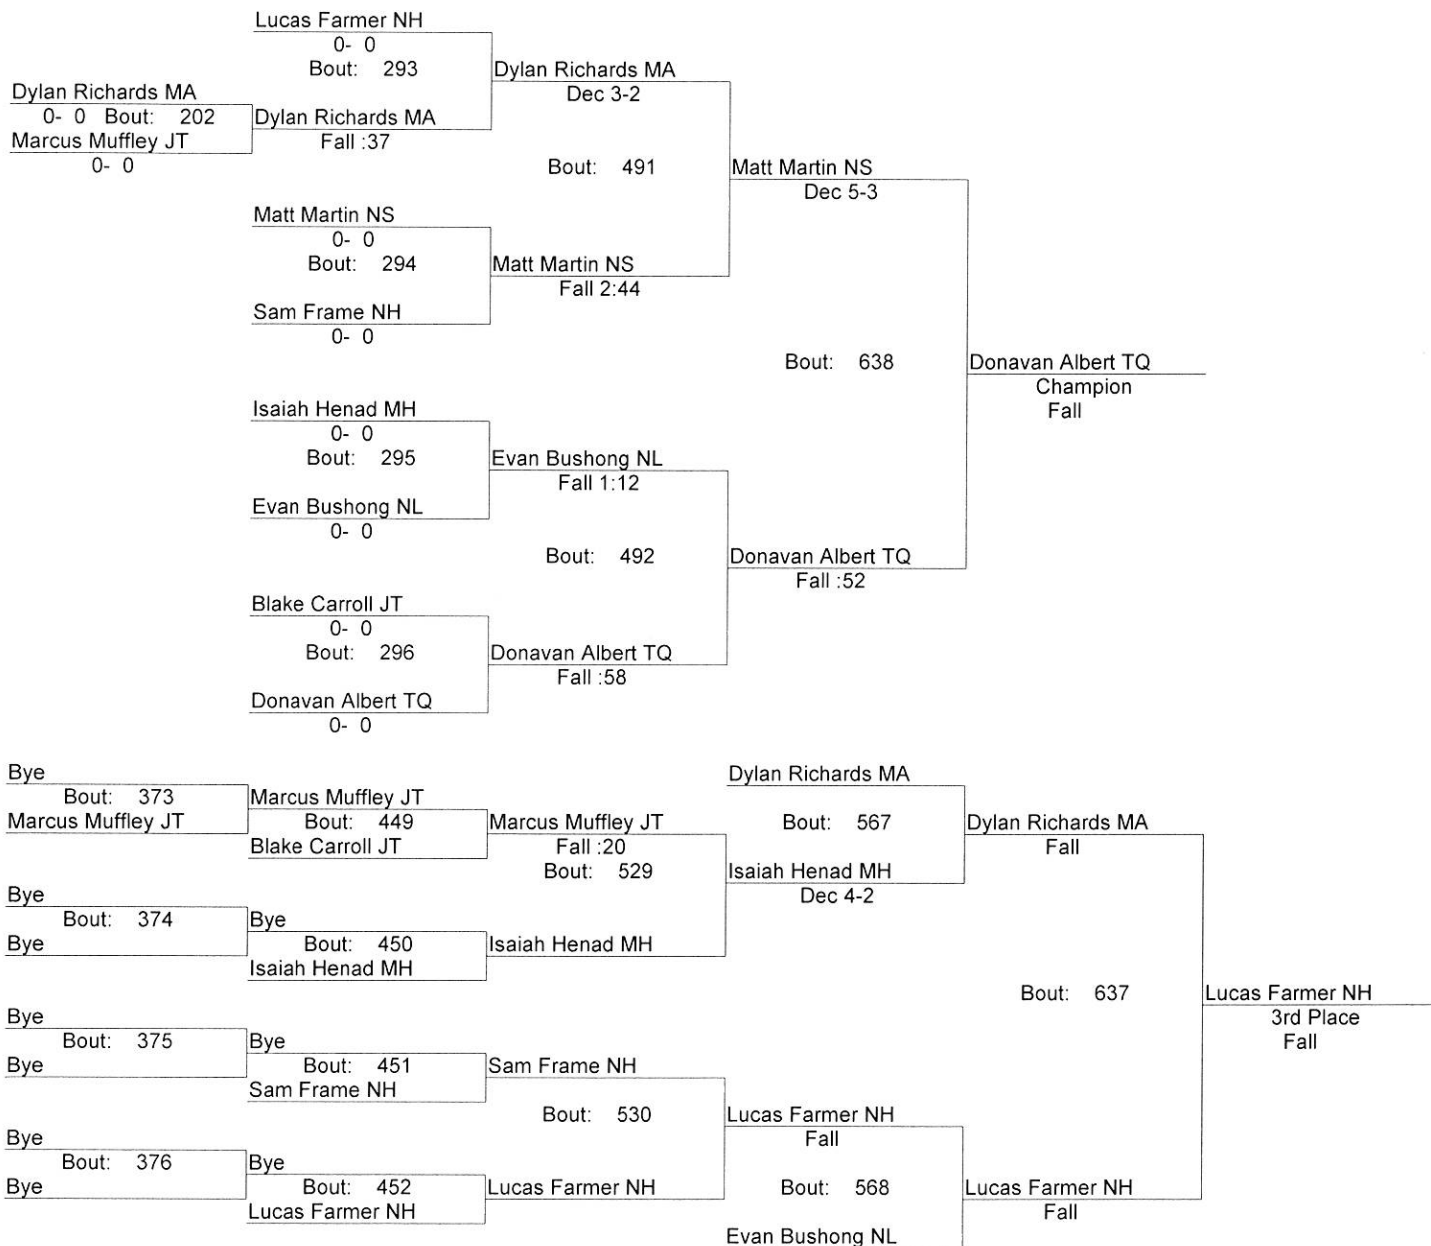 Lucas Farmer NH
0- 0
Bout: 293
Dylan Richards MA
Dec 3-2
Dylan Richards MA
0- 0 Bout: 202
Dylan Richards MA
Fall :37
Marcus Muffley JT
0- 0
Bout: 491
Matt Martin NS
Dec 5-3
Matt Martin NS
0- 0
Bout: 294
Matt Martin NS
Fall 2:44
Sam Frame NH
0- 0
Bout: 638
Donavan Albert TQ
Champion
Fall
Isaiah Henad MH
0- 0
Bout: 295
Evan Bushong NL
Fall 1:12
Evan Bushong NL
0- 0
Bout: 492
Donavan Albert TQ
Fall :52
Blake Carroll JT
0- 0
Bout: 296
Donavan Albert TQ
Fall :58
Donavan Albert TQ
0- 0
Bye
Bout: 373
Marcus Muffley JT
Marcus Muffley JT
Bout: 449
Blake Carroll JT
Marcus Muffley JT
Fall :20
Bout: 529
Dylan Richards MA
Bout: 567
Dylan Richards MA
Fall
Isaiah Henad MH
Dec 4-2
Bye
Bout: 374
Bye
Bye
Bout: 450
Isaiah Henad MH
Isaiah Henad MH
Bout: 637
Lucas Farmer NH
3rd Place
Fall
Bye
Bout: 375
Bye
Bye
Bout: 451
Sam Frame NH
Sam Frame NH
Bout: 530
Lucas Farmer NH
Fall
Bye
Bout: 376
Bye
Bye
Bout: 452
Lucas Farmer NH
Lucas Farmer NH
Bout: 568
Lucas Farmer NH
Fall
Evan Bushong NL